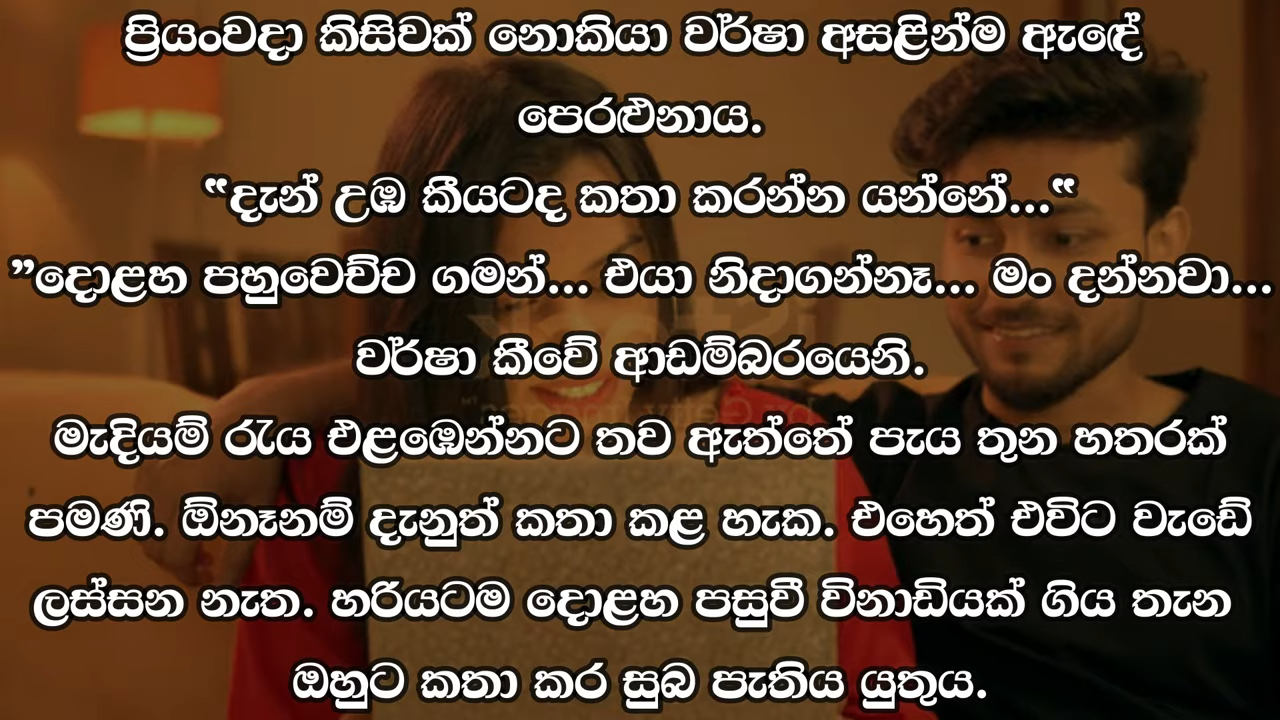 ප්‍රියංවදා කිසිවක් නොකියා වර්ෂා අසළින්ම ඇඳේ
පෙරළුනාය.
“දැන් උඹ කීයටද කතා කරන්න යන්නේ...“
”දොළහ පහුවෙච්ච ගමන්... එයා නිදාගන්නෑ... මං දන්නවා...
වර්ෂා කීවේ ආඩම්බරයෙනි.
මැදියම් රැය එළඹෙන්නට තව ඇත්තේ පැය තුන හතරක්
පමණි. ඕනෑනම් දැනුත් කතා කළ හැක. එහෙත් එවිට වැඩේ
ලස්සන නැත. හරියටම දොළහ පසුවී විනාඩියක් ගිය තැන
ඔහුට කතා කර සුබ පැතිය යුතුය.